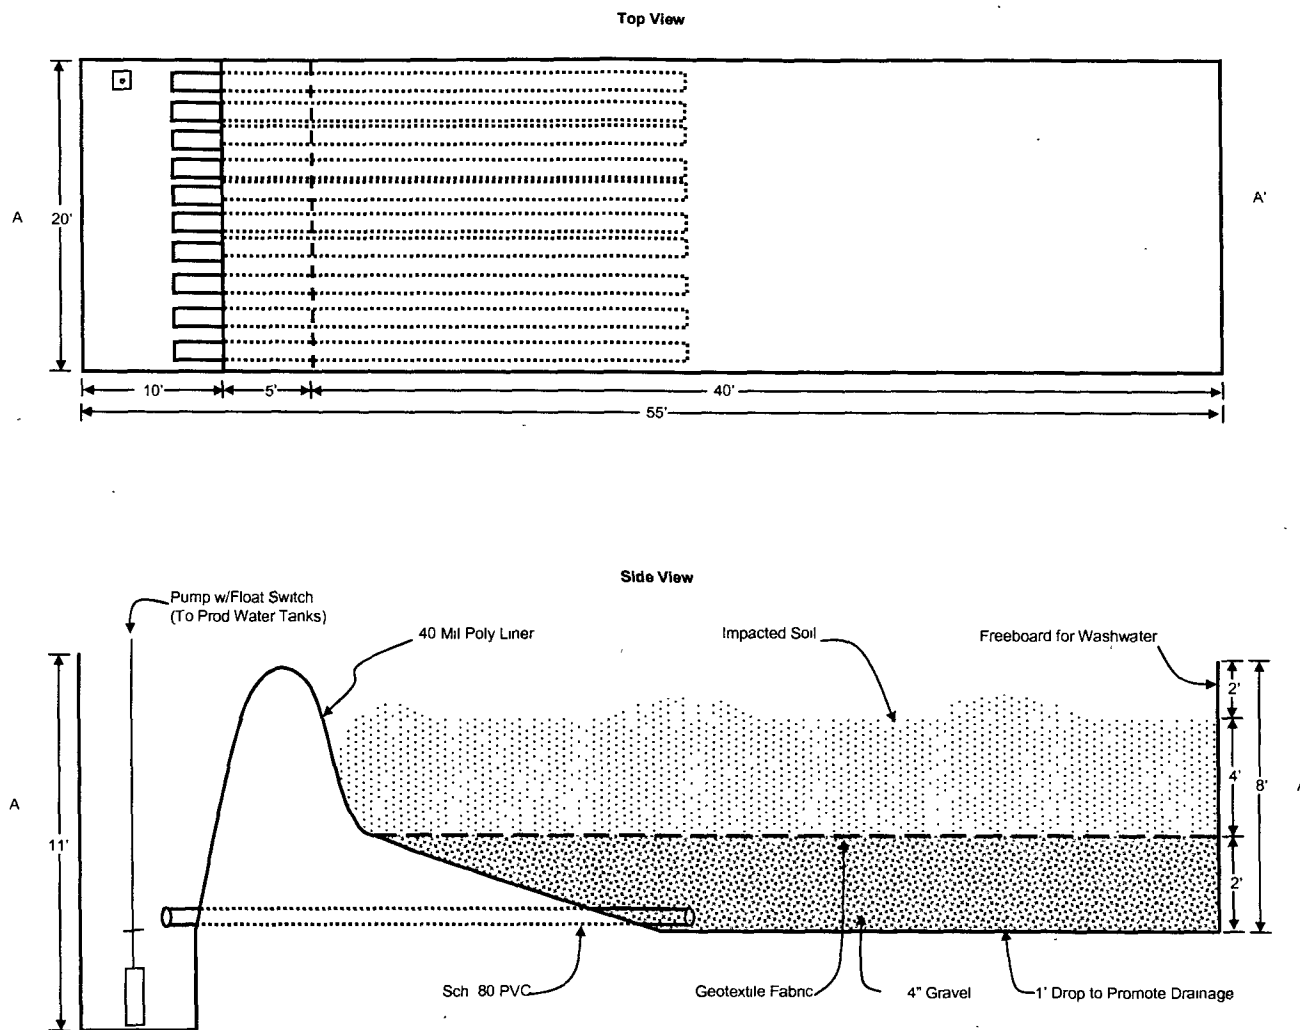 Top View
A
20'
A'
10'
5'
40'
55'
Side View
Pump w/Float Switch
(To Prod Water Tanks)
40 Mil Poly Liner
Impacted Soil
Freeboard for Washwater
2'
4'
8'
A
A
11'
2'
Sch 80 PVC
Geotextile Fabric
4" Gravel
1' Drop to Promote Drainage